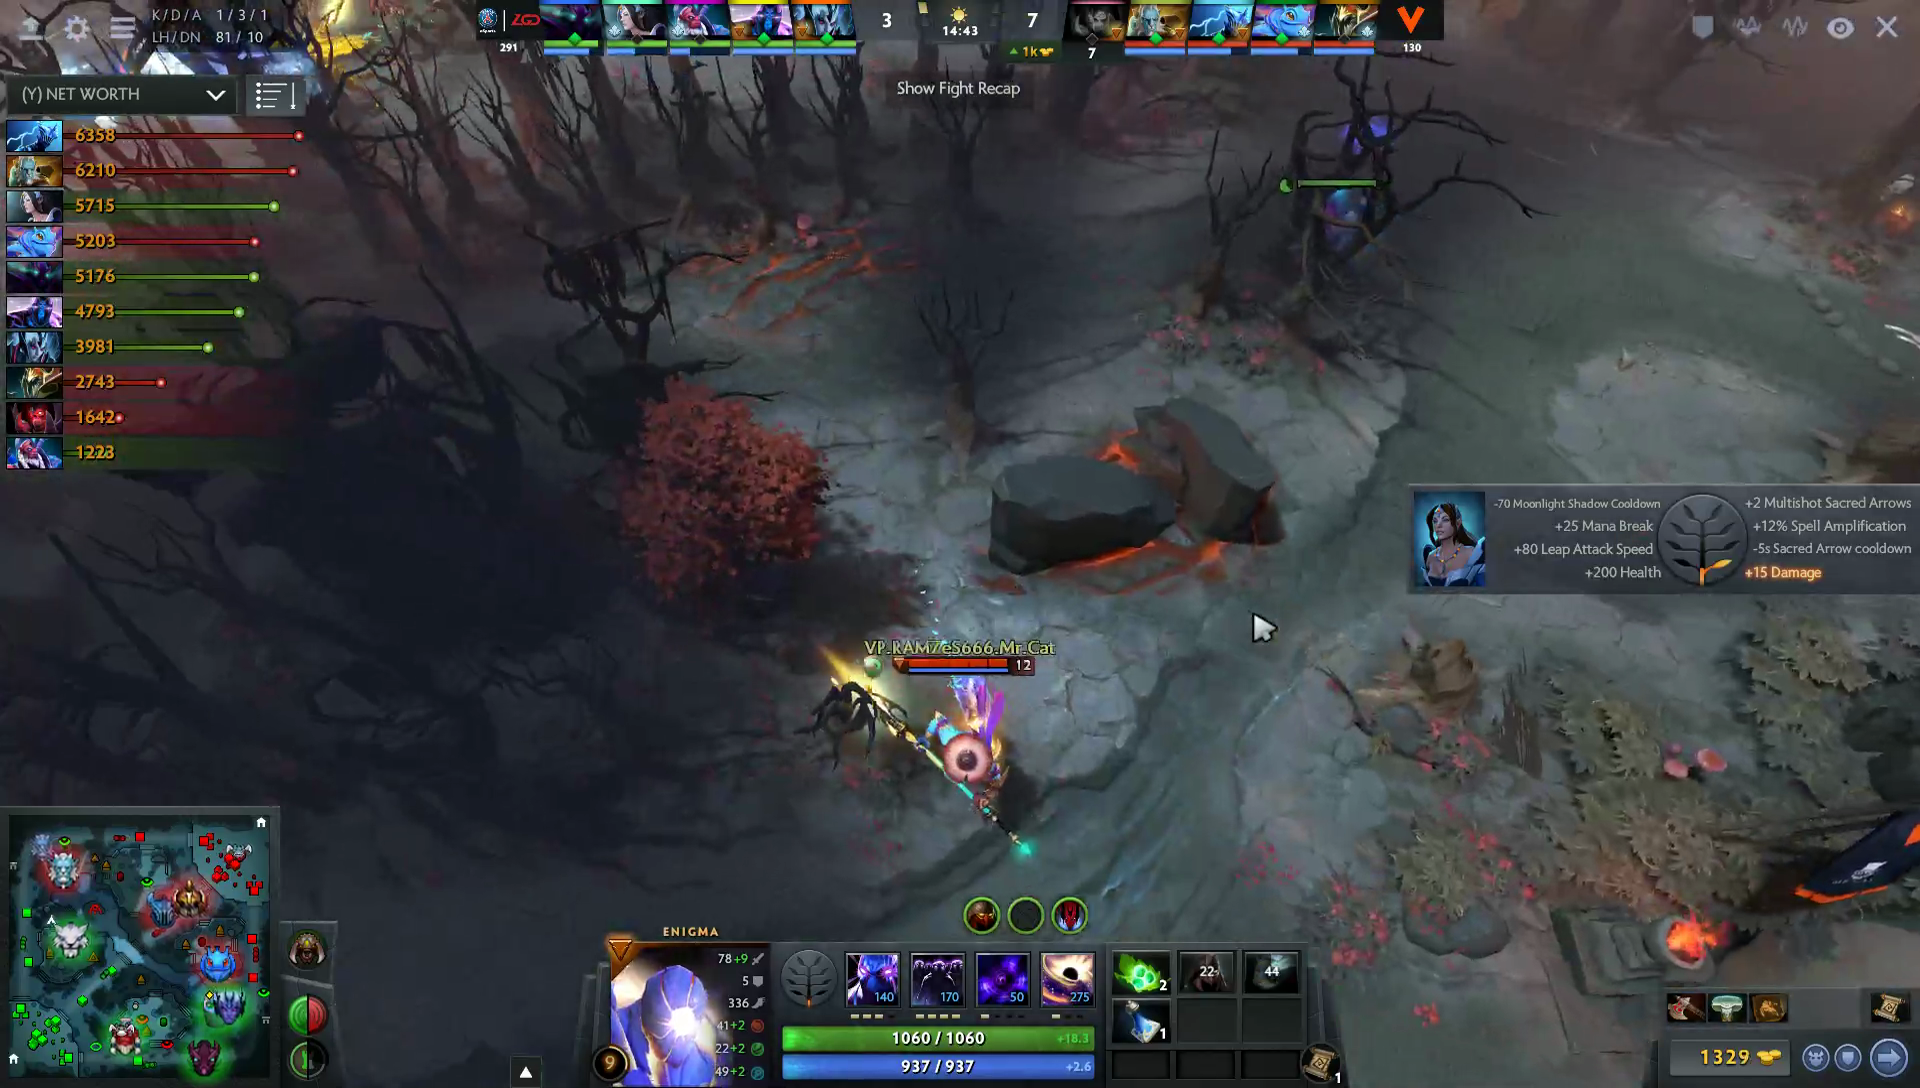 K/D/A 1 / 3 / 1
LH/DN 81 / 10
291
LGD
3
14:43
7
1k
7
130
Show Fight Recap
(Y) NET WORTH
6358
6210
5715
5203
5176
4793
3981
2743
1642
1223
-70 Moonlight Shadow Cooldown
+2 Multishot Sacred Arrows
+25 Mana Break
+12% Spell Amplification
+80 Leap Attack Speed
-5s Sacred Arrow cooldown
+200 Health
+15 Damage
VP.RAMZeS666.Mr.Cat
12
ENIGMA
78+9
5
336
41+2
22+2
49+2
9
140
170
50
275
1060 / 1060
+18.3
937 / 937
+2.6
2
22
44
1
1
1329